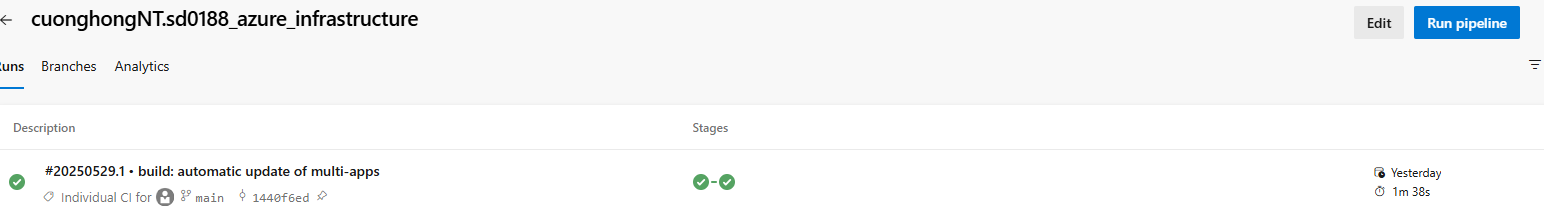 cuonghongNT.sd0188_azure_infrastructure
Edit
Run pipeline
Runs
Branches
Analytics
Description
Stages
#20250529.1 • build: automatic update of multi-apps
Yesterday
Individual CI for
main
1440f6ed
1m 38s